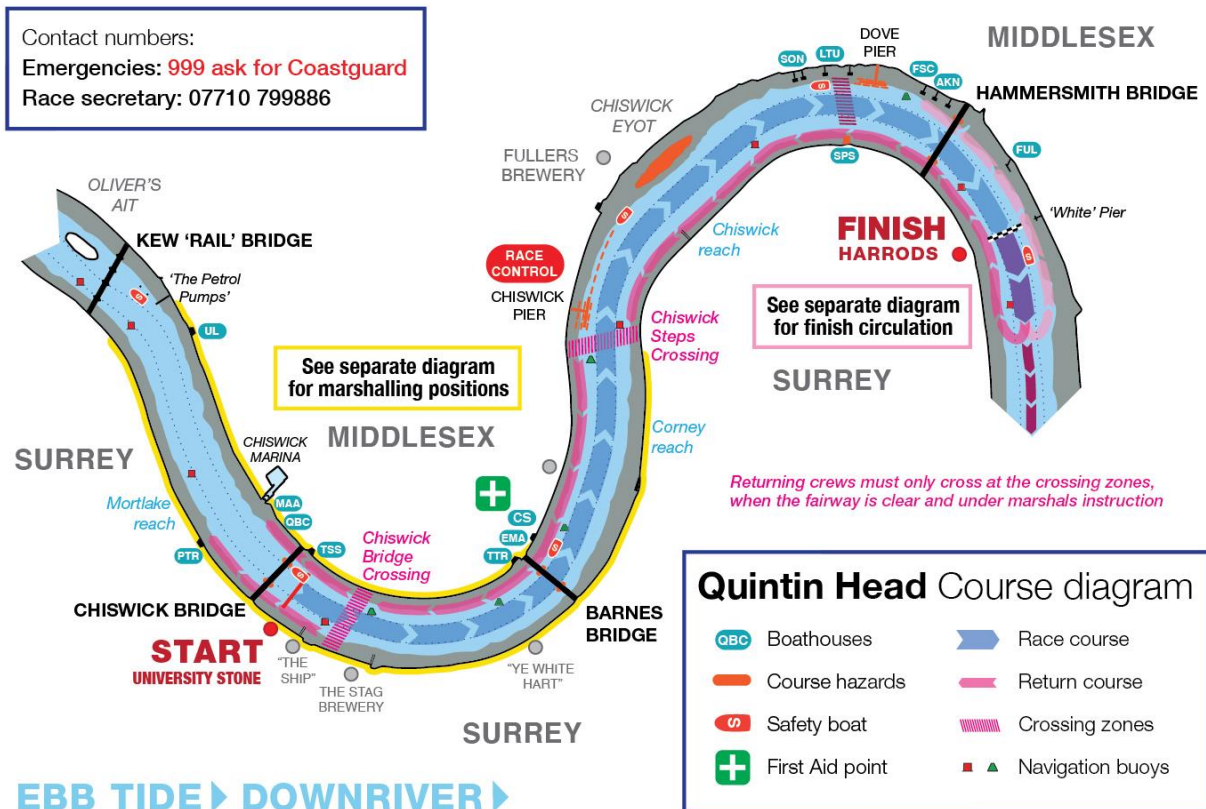 Contact numbers:
Emergencies: 999 ask for Coastguard
Race secretary: 07710 799886
OLIVER'S
AIT
KEW 'RAIL' BRIDGE
'The Petrol
Pumps'
S
UL
SURREY
Mortlake
reach
PTR
CHISWICK
MARINA
MAA
QBC
TSS
CHISWICK BRIDGE
S
START
UNIVERSITY STONE
"THE
SHIP"
THE STAG
BREWERY
Chiswick
Bridge
Crossing
See separate diagram
for marshalling positions
MIDDLESEX
CS
EMA
TTR
S
BARNES
BRIDGE
"YE WHITE
HART"
SURREY
Corney
reach
Chiswick
Steps
Crossing
RACE
CONTROL
CHISWICK
PIER
S
FULLERS
BREWERY
CHISWICK
EYOT
Chiswick
reach
SON
LTU
S
DOVE
PIER
SPS
FSC
AKN
MIDDLESEX
HAMMERSMITH BRIDGE
FUL
'White' Pier
FINISH
HARRODS
S
See separate diagram
for finish circulation
SURREY
Returning crews must only cross at the crossing zones,
when the fairway is clear and under marshals instruction
Quintin Head Course diagram
QBC Boathouses
Race course
Course hazards
Return course
S Safety boat
Crossing zones
First Aid point
Navigation buoys
EBB TIDE DOWNRIVER